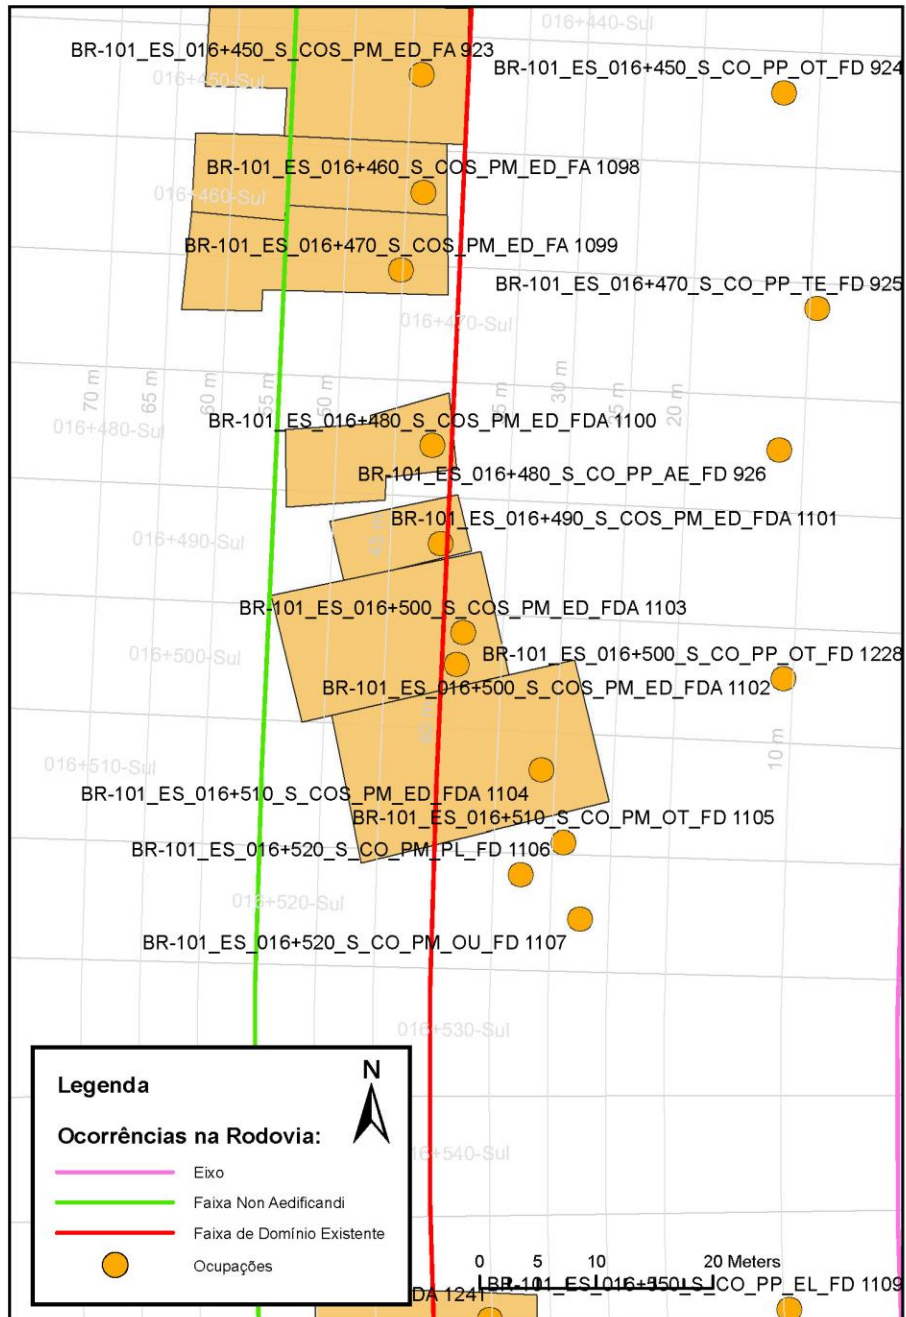 016+440-Sul
BR-101_ES_016+450_S_COS_PM_ED_FA 923
BR-101_ES_016+450_S_CO_PP_OT_FD 924
016+450-Sul
BR-101_ES_016+460_S_COS_PM_ED_FA 1098
016+460-Sul
BR-101_ES_016+470_S_COS_PM_ED_FA 1099
BR-101_ES_016+470_S_CO_PP_TE_FD 925
016+470-Sul
70 m
65 m
60 m
55 m
50 m
35 m
30 m
25 m
20 m
BR-101_ES_016+480_S_COS_PM_ED_FDA 1100
016+480-Sul
BR-101_ES_016+480_S_CO_PP_AE_FD 926
BR-101_ES_016+490_S_COS_PM_ED_FDA 1101
45 m
016+490-Sul
BR-101_ES_016+500_S_COS_PM_ED_FDA 1103
016+500-Sul
BR-101_ES_016+500_S_CO_PP_OT_FD 1228
BR-101_ES_016+500_S_COS_PM_ED_FDA 1102
40 m
10 m
016+510-Sul
BR-101_ES_016+510_S_COS_PM_ED_FDA 1104
BR-101_ES_016+510_S_CO_PM_OT_FD 1105
BR-101_ES_016+520_S_CO_PM_PL_FD 1106
016+520-Sul
BR-101_ES_016+520_S_CO_PM_OU_FD 1107
016+530-Sul
Legenda
N
Ocorrências na Rodovia:
Eixo
Faixa Non Aedificandi
Faixa de Domínio Existente
Ocupações
016+540-Sul
0 5 10 20 Meters
BR-101_ES_016+550_S_CO_PP_EL_FD 1109
DA 1241